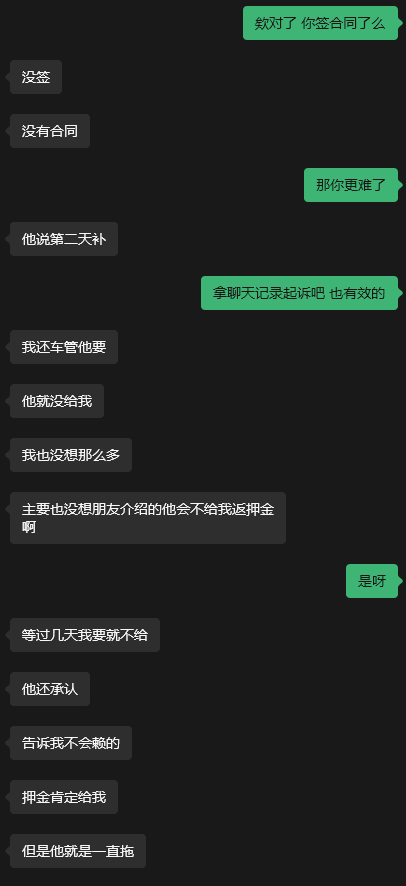 欸对了 你签合同了么
没签
没有合同
那你更难了
他说第二天补
拿聊天记录起诉吧 也有效的
我还车管他要
他就没给我
我也没想那么多
主要也没想朋友介绍的他会不给我返押金
啊
是呀
等过几天我要就不给
他还承认
告诉我不会赖的
押金肯定给我
但是他就是一直拖